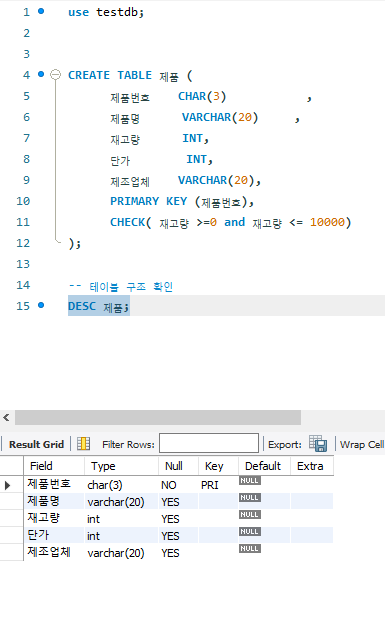 1 use testdb;
2
3
4 CREATE TABLE 제품 (
5 제품번호 CHAR(3) ,
6 제품명 VARCHAR(20) ,
7 재고량 INT,
8 단가 INT,
9 제조업체 VARCHAR(20),
10 PRIMARY KEY (제품번호),
11 CHECK( 재고량 >=0 and 재고량 <= 10000)
12 );
13
14 -- 테이블 구조 확인
15 DESC 제품;
Result Grid Filter Rows: Export: Wrap Cell
Field Type Null Key Default Extra
제품번호 char(3) NO PRI NULL
제품명 varchar(20) YES NULL
재고량 int YES NULL
단가 int YES NULL
제조업체 varchar(20) YES NULL